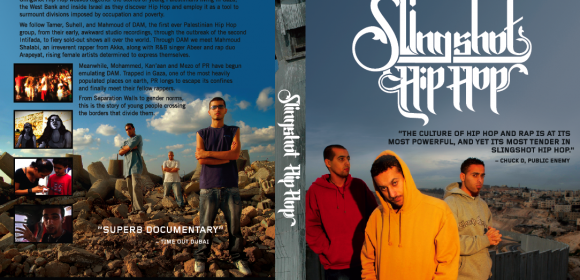 the West Bank and inside Israel as they discover Hip Hop and employ it as a tool to
surmount divisions imposed by occupation and poverty.
We follow Tamer, Suhell, and Mahmoud of DAM, the first ever Palestinian Hip Hop
group, from their early, awkward studio recordings, through the outbreak of the second
Intifada, to fiery sold-out shows all over the world. Through DAM we meet Mahmoud
Shalabi, an irreverent rapper from Akka, along with R&B singer Abeer and rap duo
Arapeyat, rising female artists determined to express themselves.
Meanwhile, Mohammed, Kan'aan and Mezo of PR have begun
emulating DAM. Trapped in Gaza, one of the most heavily
populated places on earth, PR longs to escape its confines
and finally meet their fellow rappers.
From Separation Walls to gender norms,
this is the story of young people crossing
the borders that divide them.
"SUPERB DOCUMENTARY"
– TIME OUT DUBAI
Slingshot Hip Hop
Slingshot
Hip Hop
"THE CULTURE OF HIP HOP AND RAP IS AT ITS
MOST POWERFUL, AND YET ITS MOST TENDER IN
SLINGSHOT HIP HOP."
– CHUCK D, PUBLIC ENEMY